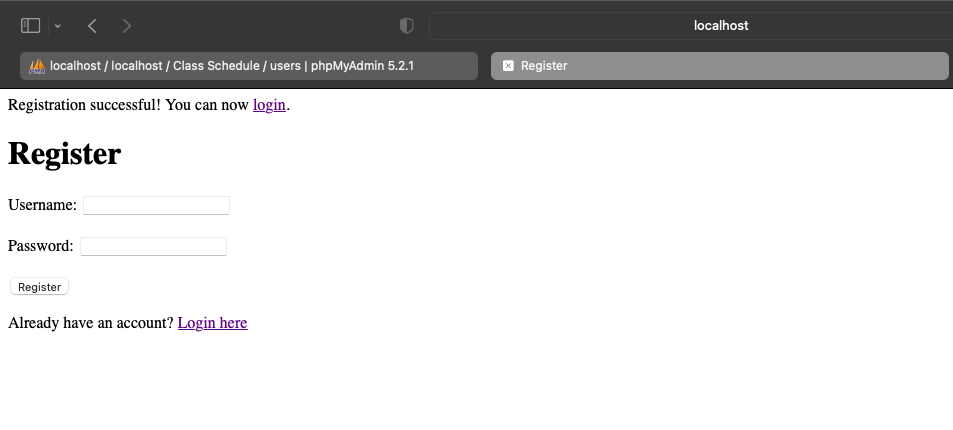 localhost
localhost / localhost / Class Schedule / users | phpMyAdmin 5.2.1
Register
Registration successful! You can now login.
Register
Username:
Password:
Register
Already have an account? Login here